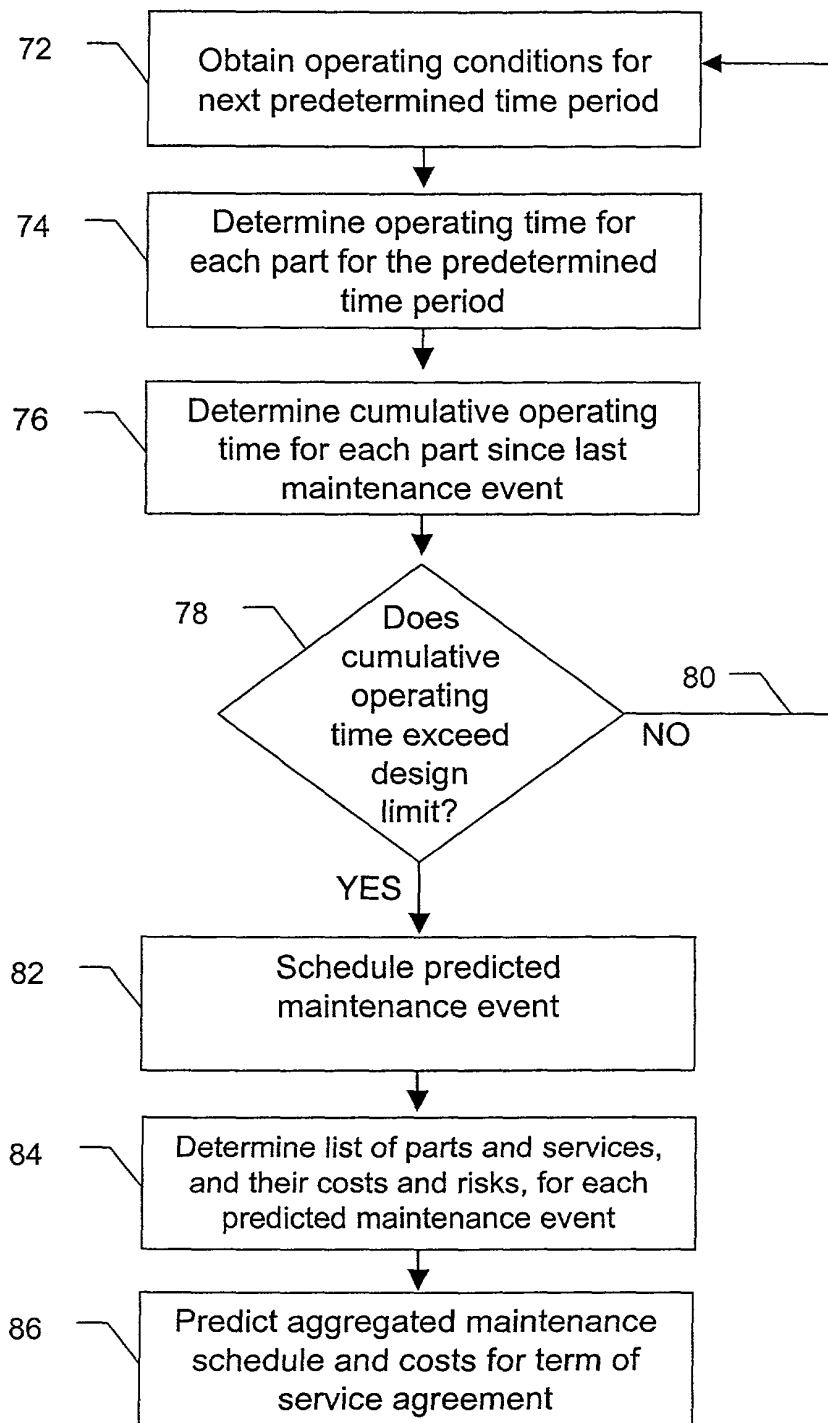 72
Obtain operating conditions for
next predetermined time period
74
Determine operating time for
each part for the predetermined
time period
76
Determine cumulative operating
time for each part since last
maintenance event
78
Does
cumulative
operating
time exceed
design
limit?
80
NO
YES
82
Schedule predicted
maintenance event
84
Determine list of parts and services,
and their costs and risks, for each
predicted maintenance event
86
Predict aggregated maintenance
schedule and costs for term of
service agreement